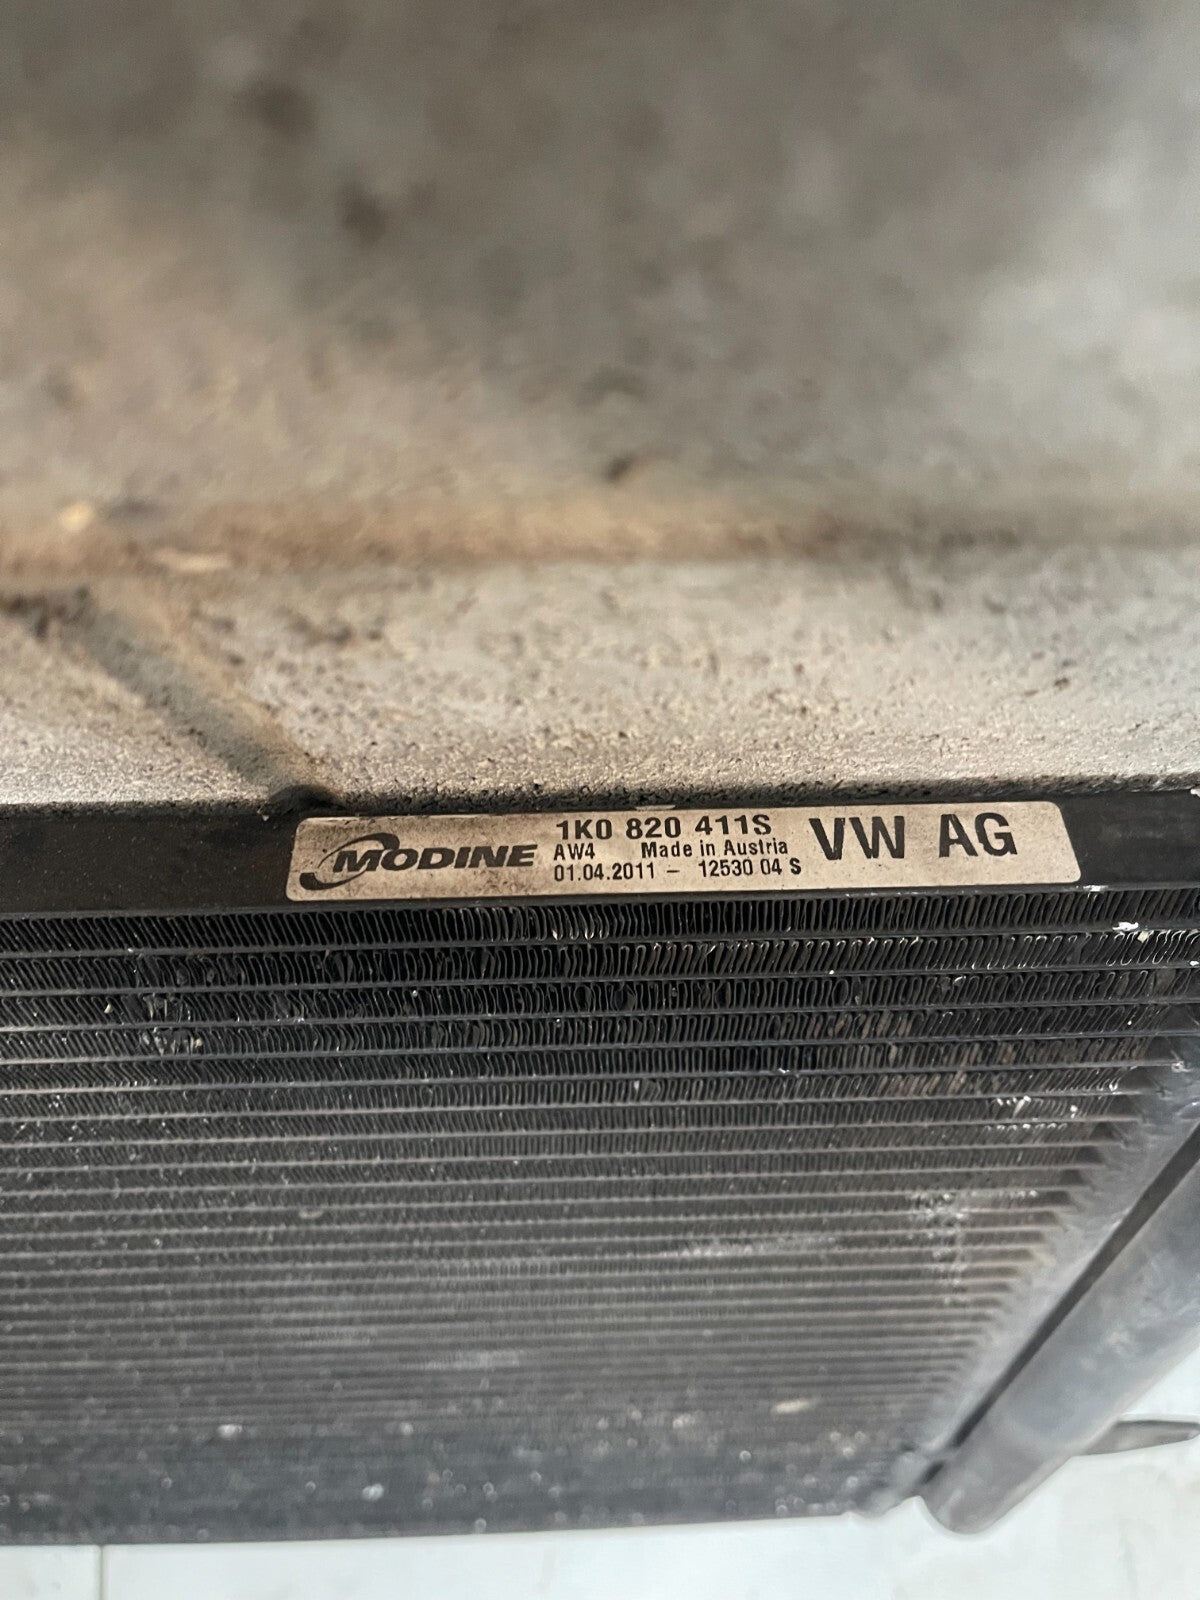 MODINE
1K0 820 411S
AW4 Made in Austria
01.04.2011 - 12530 04 S
VW AG